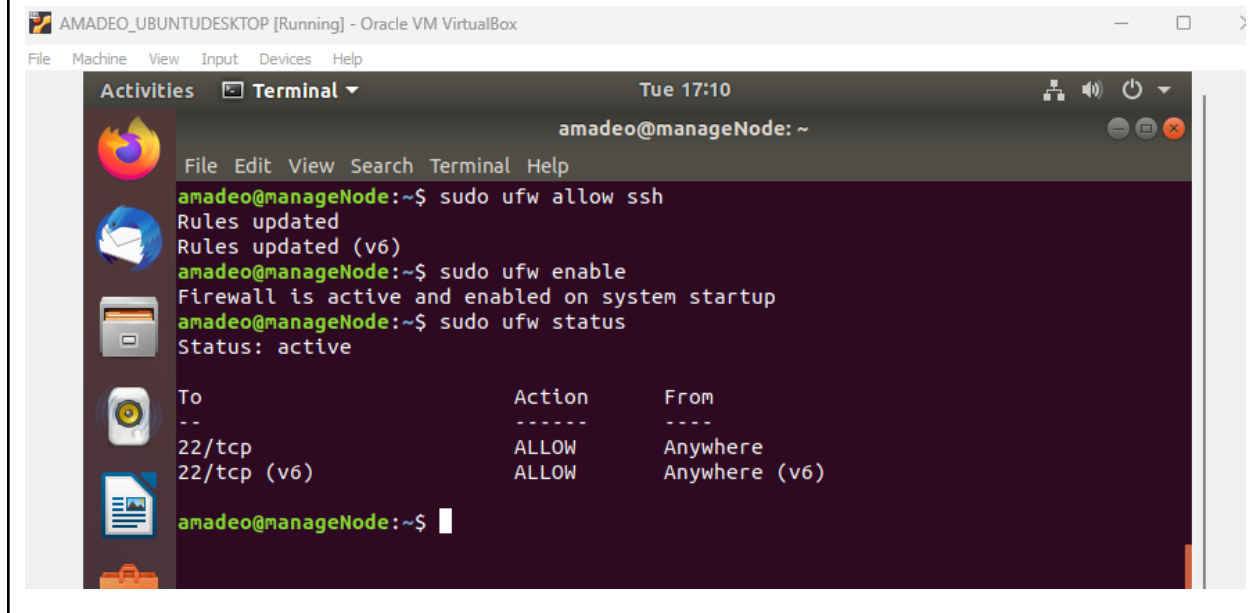 AMADEO_UBUNTUDESKTOP [Running] - Oracle VM VirtualBox
File Machine View Input Devices Help
Activities Terminal Tue 17:10
amadeo@manageNode: ~
File Edit View Search Terminal Help
amadeo@manageNode:~$ sudo ufw allow ssh
Rules updated
Rules updated (v6)
amadeo@manageNode:~$ sudo ufw enable
Firewall is active and enabled on system startup
amadeo@manageNode:~$ sudo ufw status
Status: active
To Action From
-- ------ ----
22/tcp ALLOW Anywhere
22/tcp (v6) ALLOW Anywhere (v6)
amadeo@manageNode:~$